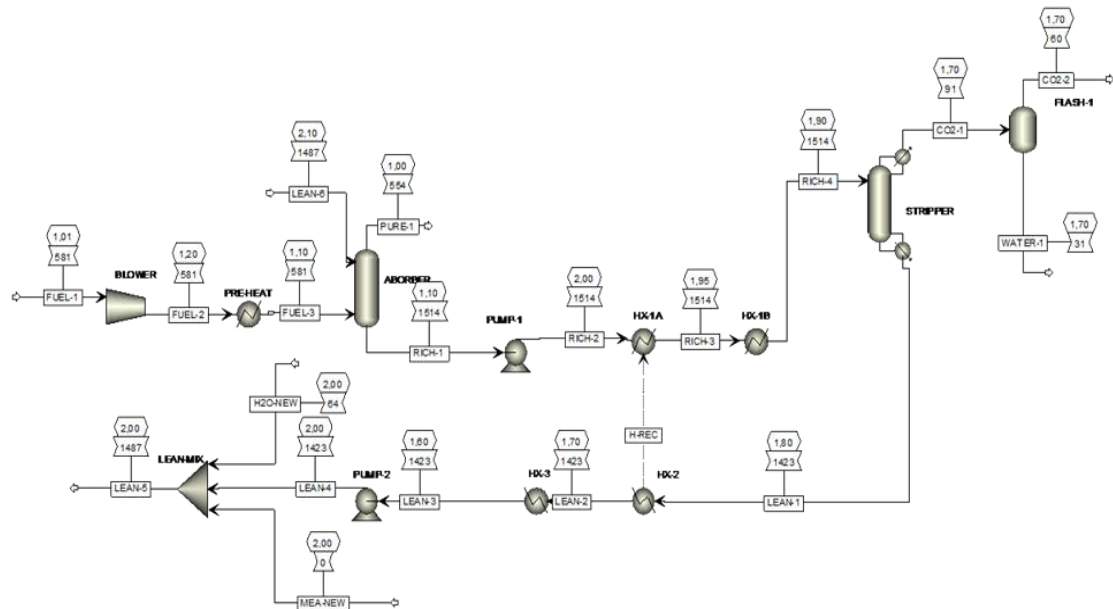 1,70
60
CO2-2
FLASH-1
1,70
91
CO2-1
1,90
1514
RICH-4
STRIPPER
1,70
31
WATER-1
2,10
1487
LEAN-6
1,00
554
PURE-1
1,01
581
FUEL-1
BLOWER
1,20
581
FUEL-2
PRE-HEAT
1,10
581
FUEL-3
ABORBER
1,10
1514
RICH-1
PUMP-1
2,00
1514
RICH-2
HX-1A
1,95
1514
RICH-3
HX-1B
H2O-NEW
2,00
64
2,00
1487
LEAN-5
LEAN-MIX
2,00
1423
LEAN-4
PUMP-2
1,60
1423
LEAN-3
HX-3
1,70
1423
LEAN-2
H-REC
HX-2
1,80
1423
LEAN-1
2,00
0
MEA-NEW